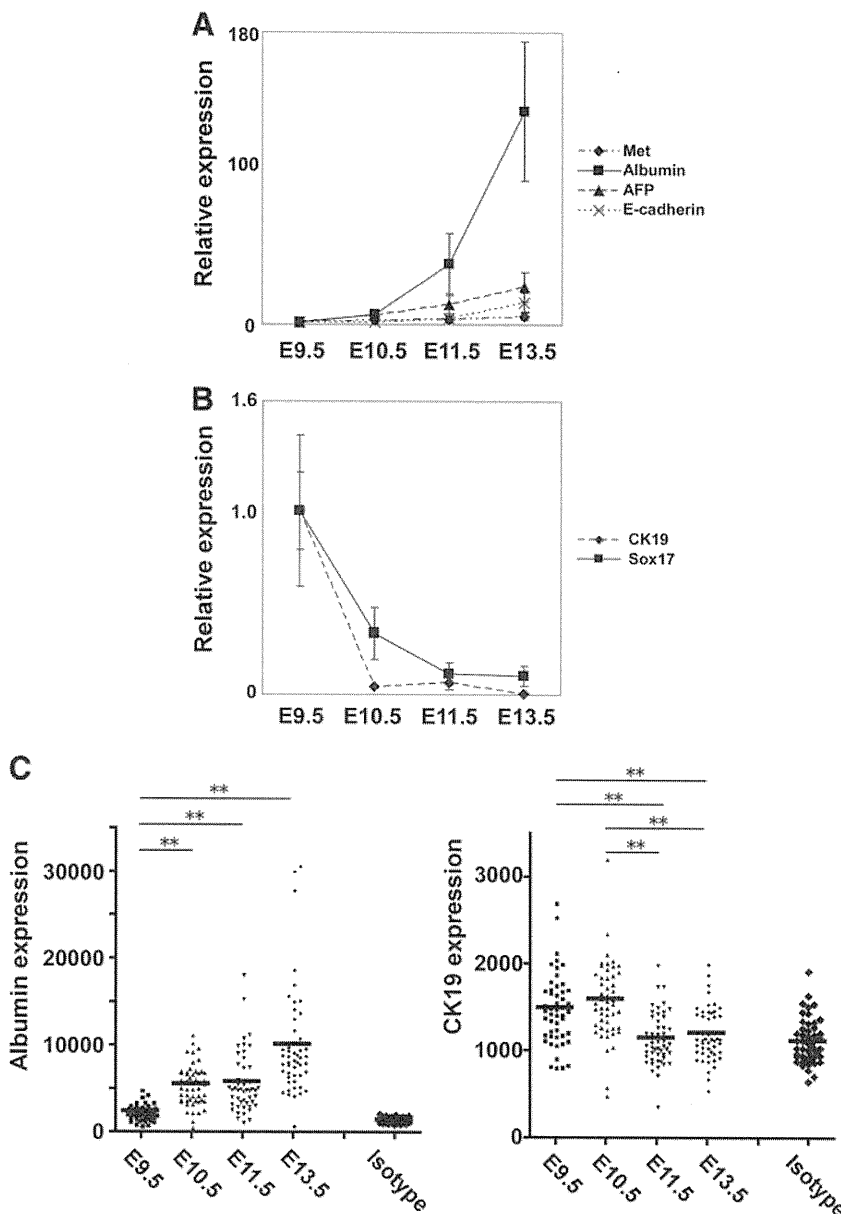 A
Relative expression
180
100
0
E9.5 E10.5 E11.5 E13.5
Met
Albumin
AFP
E-cadherin
B
Relative expression
1.6
1.0
0
E9.5 E10.5 E11.5 E13.5
CK19
Sox17
C
Albumin expression
30000
20000
10000
0
**
**
**
E9.5 E10.5 E11.5 E13.5 Isotype
CK19 expression
3000
2000
1000
0
**
**
**
**
E9.5 E10.5 E11.5 E13.5 Isotype